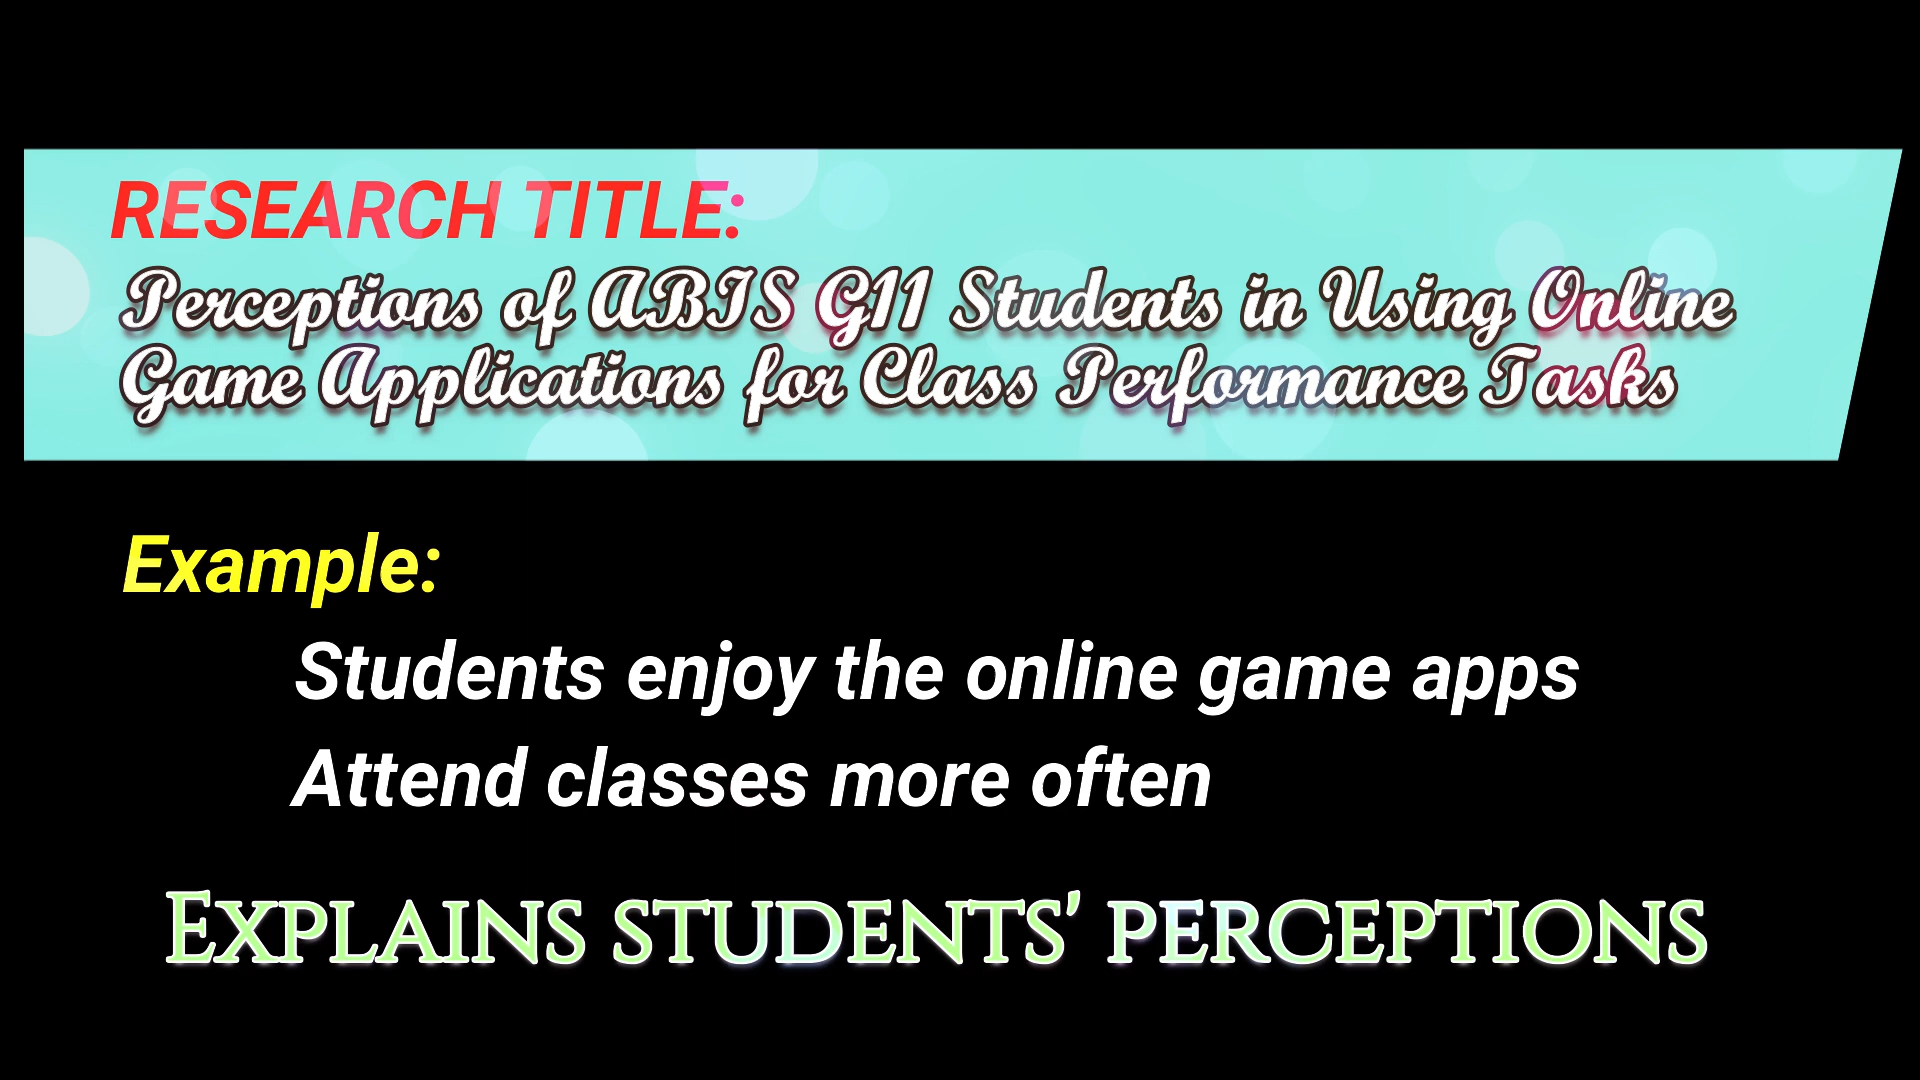 RESEARCH TITLE:
Perceptions of ABIS G11 Students in Using Online
Game Applications for Class Performance Tasks
Example:
Students enjoy the online game apps
Attend classes more often
Explains students' perceptions